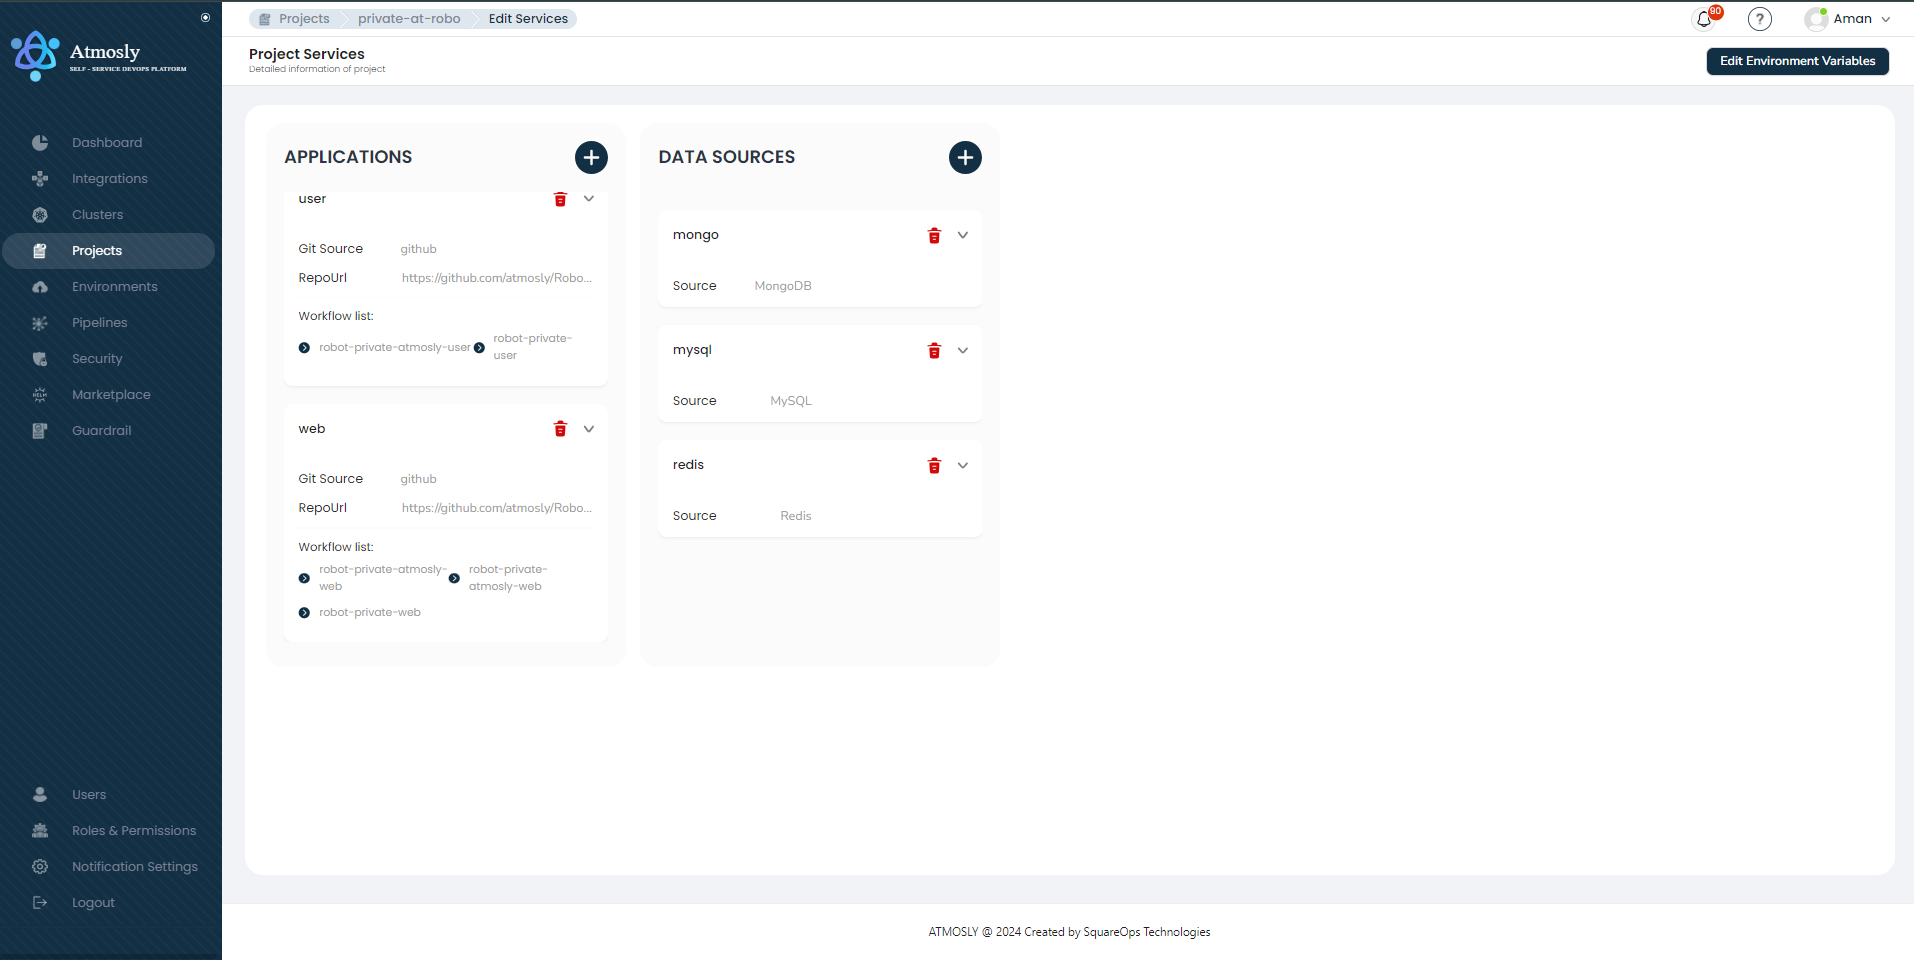 Atmosly
SELF - SERVICE DEVOPS PLATFORM
Dashboard
Integrations
Clusters
Projects
Environments
Pipelines
Security
Marketplace
Guardrail
Users
Roles & Permissions
Notification Settings
Logout
Projects private-at-robo Edit Services
90
?
Aman
Project Services
Detailed information of project
Edit Environment Variables
APPLICATIONS
user
Git Source github
RepoUrl https://github.com/atmosly/Robo...
Workflow list:
robot-private-atmosly-user
robot-private-
user
web
Git Source github
RepoUrl https://github.com/atmosly/Robo...
Workflow list:
robot-private-atmosly-
web
robot-private-
atmosly-web
robot-private-web
DATA SOURCES
mongo
Source MongoDB
mysql
Source MySQL
redis
Source Redis
ATMOSLY @ 2024 Created by SquareOps Technologies